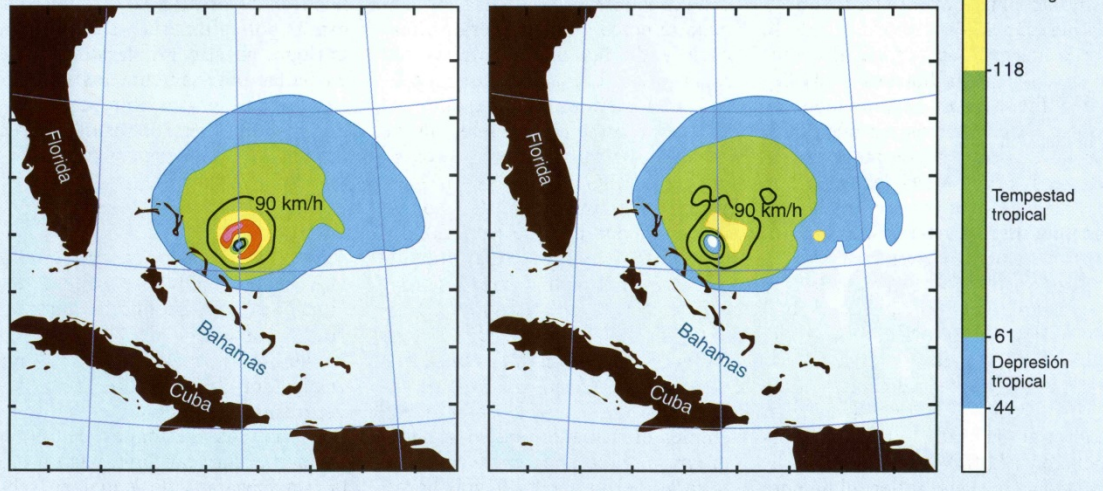 Florida
90 km/h
Bahamas
Cuba
Florida
90 km/h
Bahamas
Cuba
118
Tempestad
tropical
61
Depresión
tropical
44